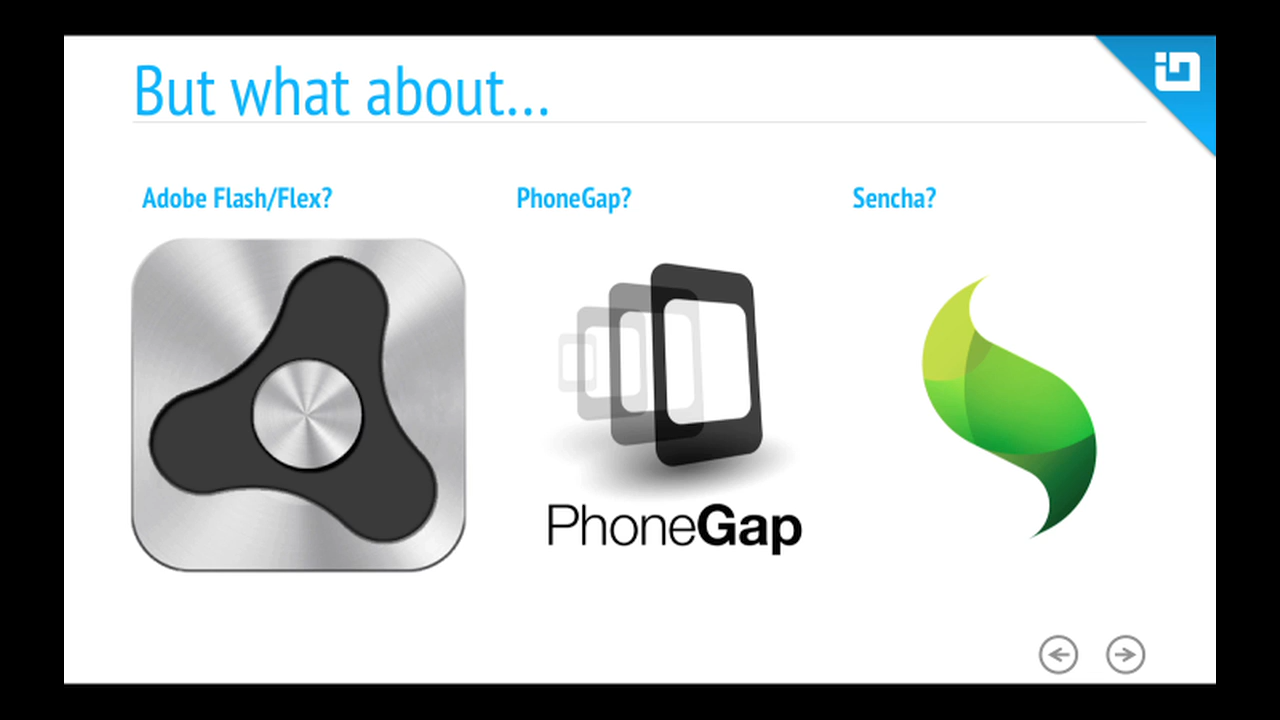 But what about...
Adobe Flash/Flex?
PhoneGap?
Sencha?
PhoneGap